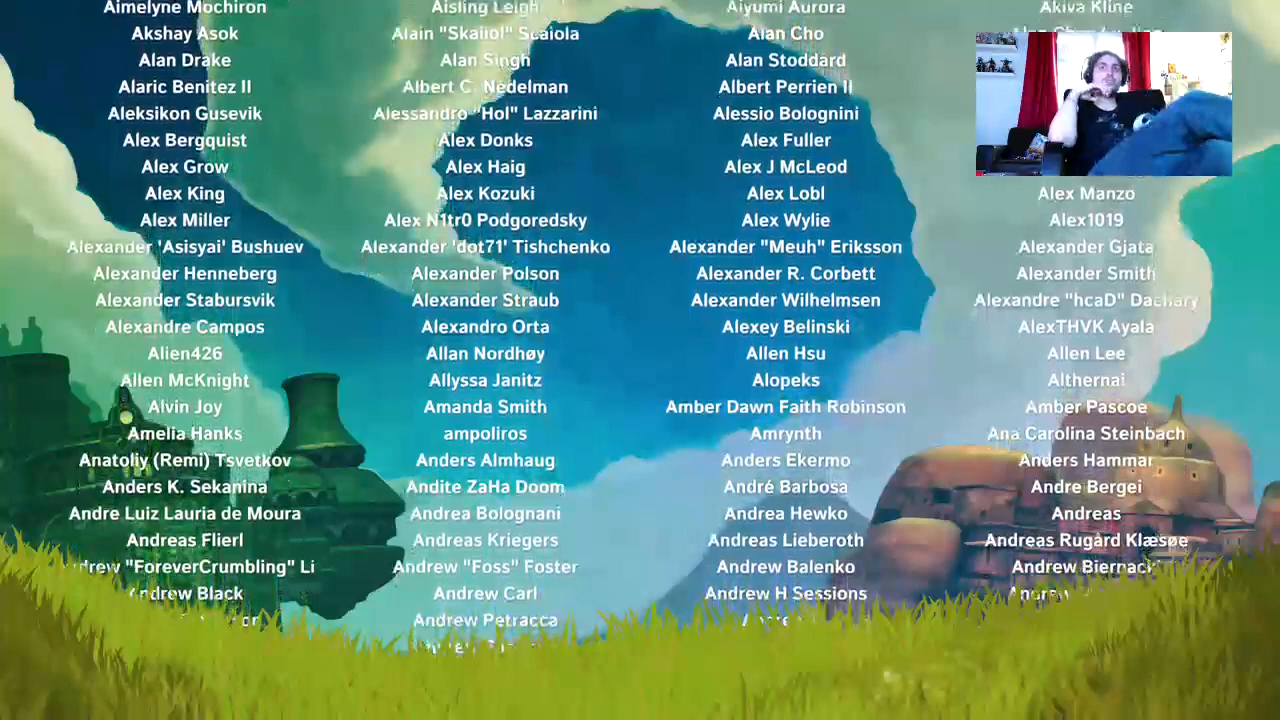 Aimelyne Mochiron Aisling Leigh Aiyumi Aurora Akiva Kline
Akshay Asok Alain "Skaiiol" Scaiola Alan Cho
Alan Drake Alan Singh Alan Stoddard
Alaric Benitez II Albert C. Nedelman Albert Perrien II
Aleksikon Gusevik Alessandro "Hol" Lazzarini Alessio Bolognini
Alex Bergquist Alex Donks Alex Fuller
Alex Grow Alex Haig Alex J McLeod
Alex King Alex Kozuki Alex Lobl Alex Manzo
Alex Miller Alex N1tr0 Podgoredsky Alex Wylie Alex1019
Alexander 'Asisyai' Bushuev Alexander 'dot71' Tishchenko Alexander "Meuh" Eriksson Alexander Gjata
Alexander Henneberg Alexander Polson Alexander R. Corbett Alexander Smith
Alexander Stabursvik Alexander Straub Alexander Wilhelmsen Alexandre "hcaD" Dachary
Alexandre Campos Alexandro Orta Alexey Belinski AlexTHVK Ayala
Alien426 Allan Nordhøy Allen Hsu Allen Lee
Allen McKnight Allyssa Janitz Alopeks Althernai
Alvin Joy Amanda Smith Amber Dawn Faith Robinson Amber Pascoe
Amelia Hanks ampoliros Amrynth Ana Carolina Steinbach
Anatoliy (Remi) Tsvetkov Anders Almhaug Anders Ekermo Anders Hammar
Anders K. Sekanina Andite ZaHa Doom André Barbosa Andre Bergei
Andre Luiz Lauria de Moura Andrea Bolognani Andrea Hewko Andreas
Andreas Flierl Andreas Kriegers Andreas Lieberoth Andreas Rugård Klæsøe
"ForeverCrumbling" Li Andrew "Foss" Foster Andrew Balenko Andrew Biernacki
Andrew Black Andrew Carl Andrew H Sessions
Andrew Petracca